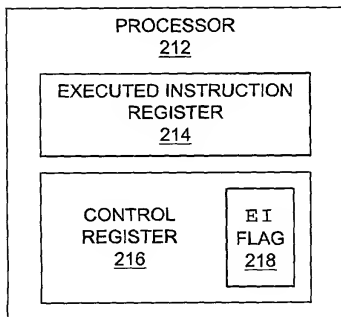 PROCESSOR
212
EXECUTED INSTRUCTION
REGISTER
214
CONTROL
REGISTER
216
EI
FLAG
218